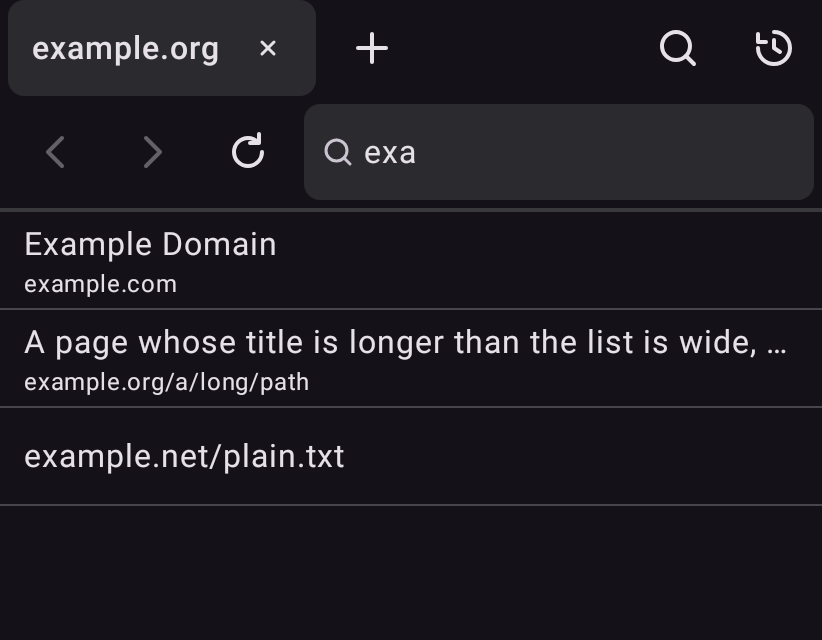 example.org
exa
Example Domain
example.com
A page whose title is longer than the list is wide, …
example.org/a/long/path
example.net/plain.txt